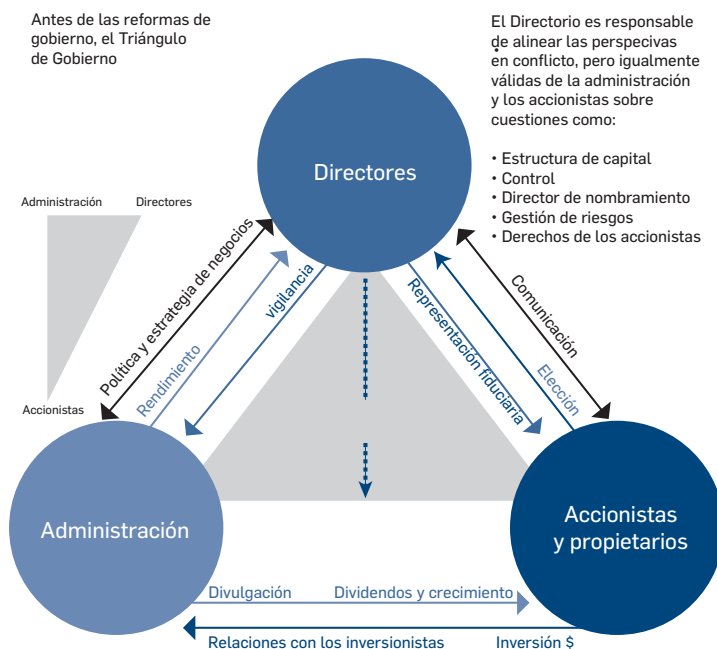 Antes de las reformas de
gobierno, el Triángulo
de Gobierno
El Directorio es responsable
de alinear las perspecivas
en conflicto, pero igualmente
válidas de la administración
y los accionistas sobre
cuestiones como:
• Estructura de capital
• Control
• Director de nombramiento
• Gestión de riesgos
• Derechos de los accionistas
Directores
Administración
Directores
Accionistas
Política y estrategia de negocios
Rendimiento
vigilancia
Representación fiduciaria
Elección
Comunicación
Administración
Accionistas
y propietarios
Divulgación
Dividendos y crecimiento
Relaciones con los inversionistas
Inversión $